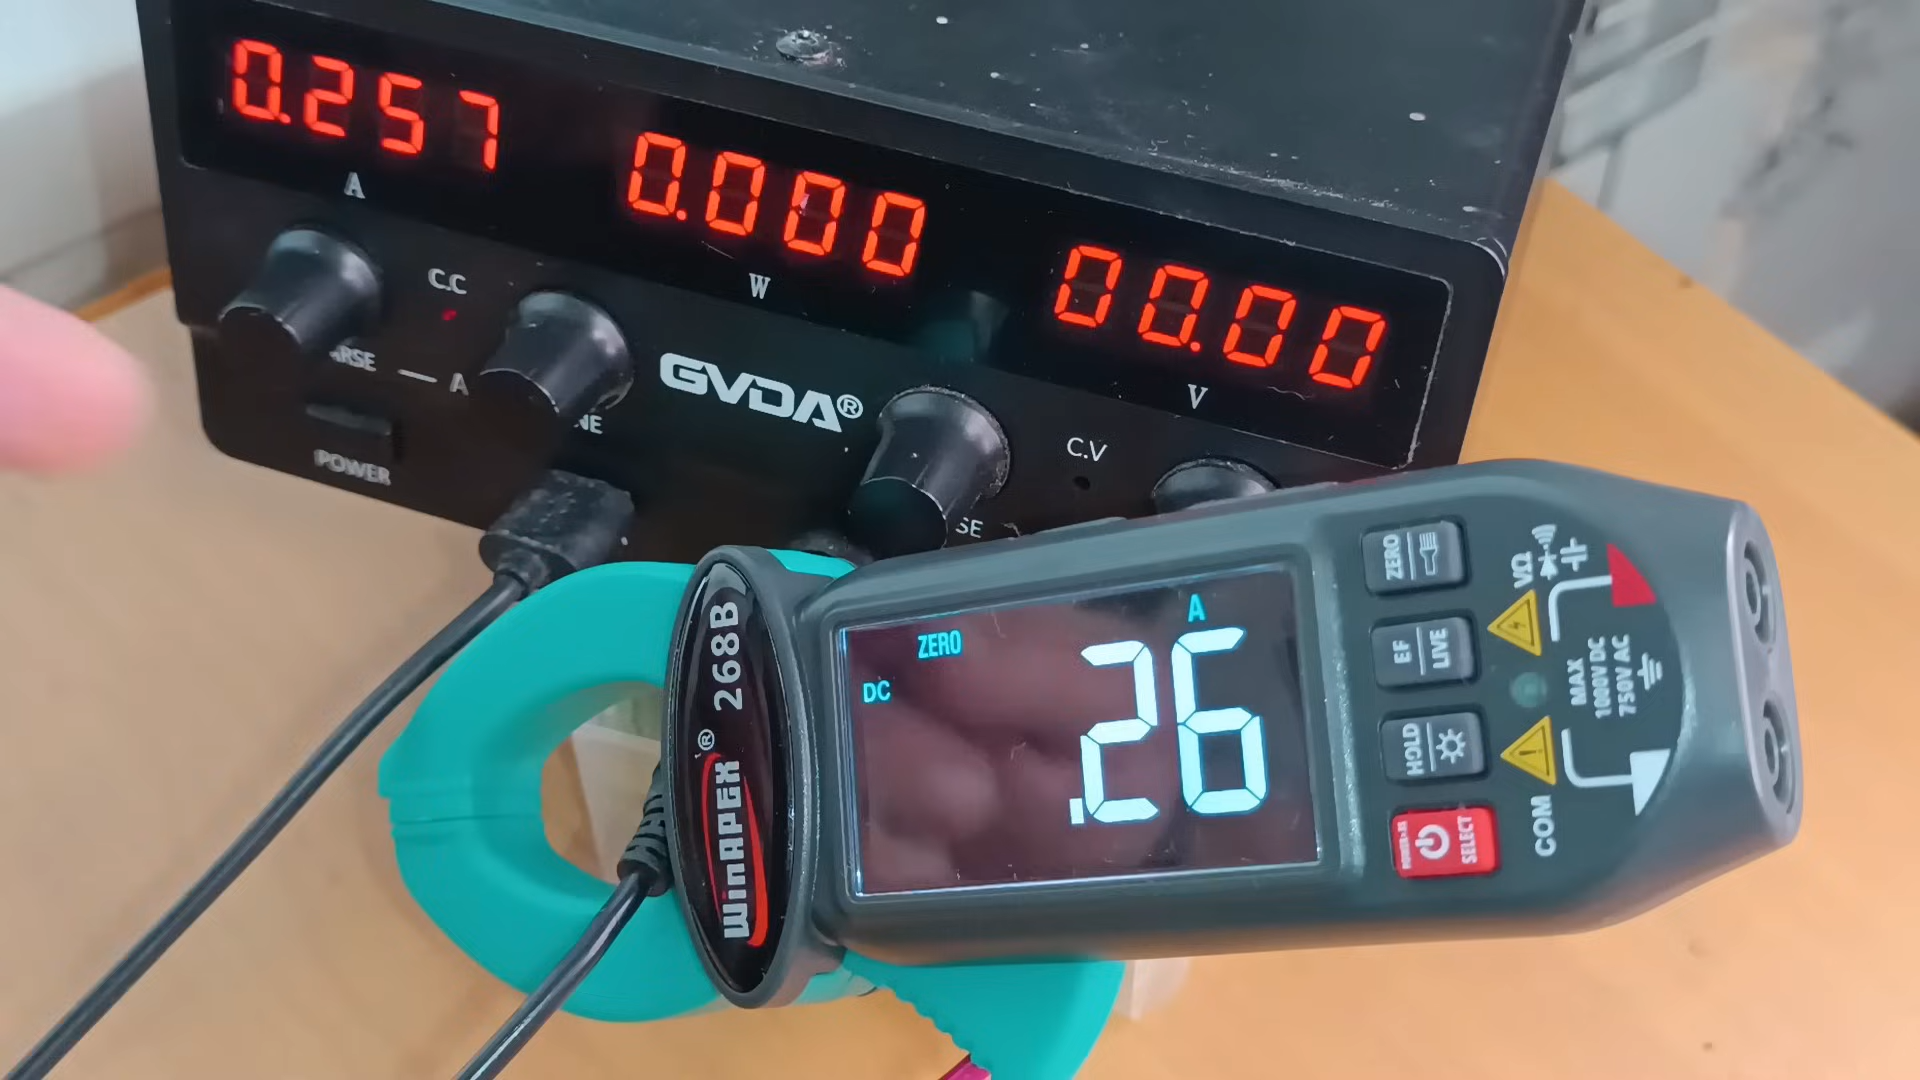 0.257
0.000
00.00
A
W
V
C.C
ARSE — A
NE
GVDA®
C.V
SE
POWER
WinAPEX® 268B
ZERO
DC
A
.26
ZERO
EF
LIVE
HOLD
SELECT
VΩ
MAX
1000V DC
750V AC
COM